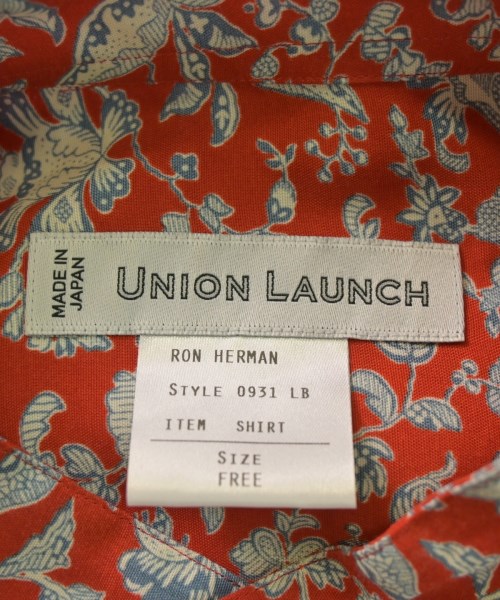 MADE IN
JAPAN
UNION LAUNCH
RON HERMAN
STYLE 0931 LB
ITEM SHIRT
SIZE
FREE